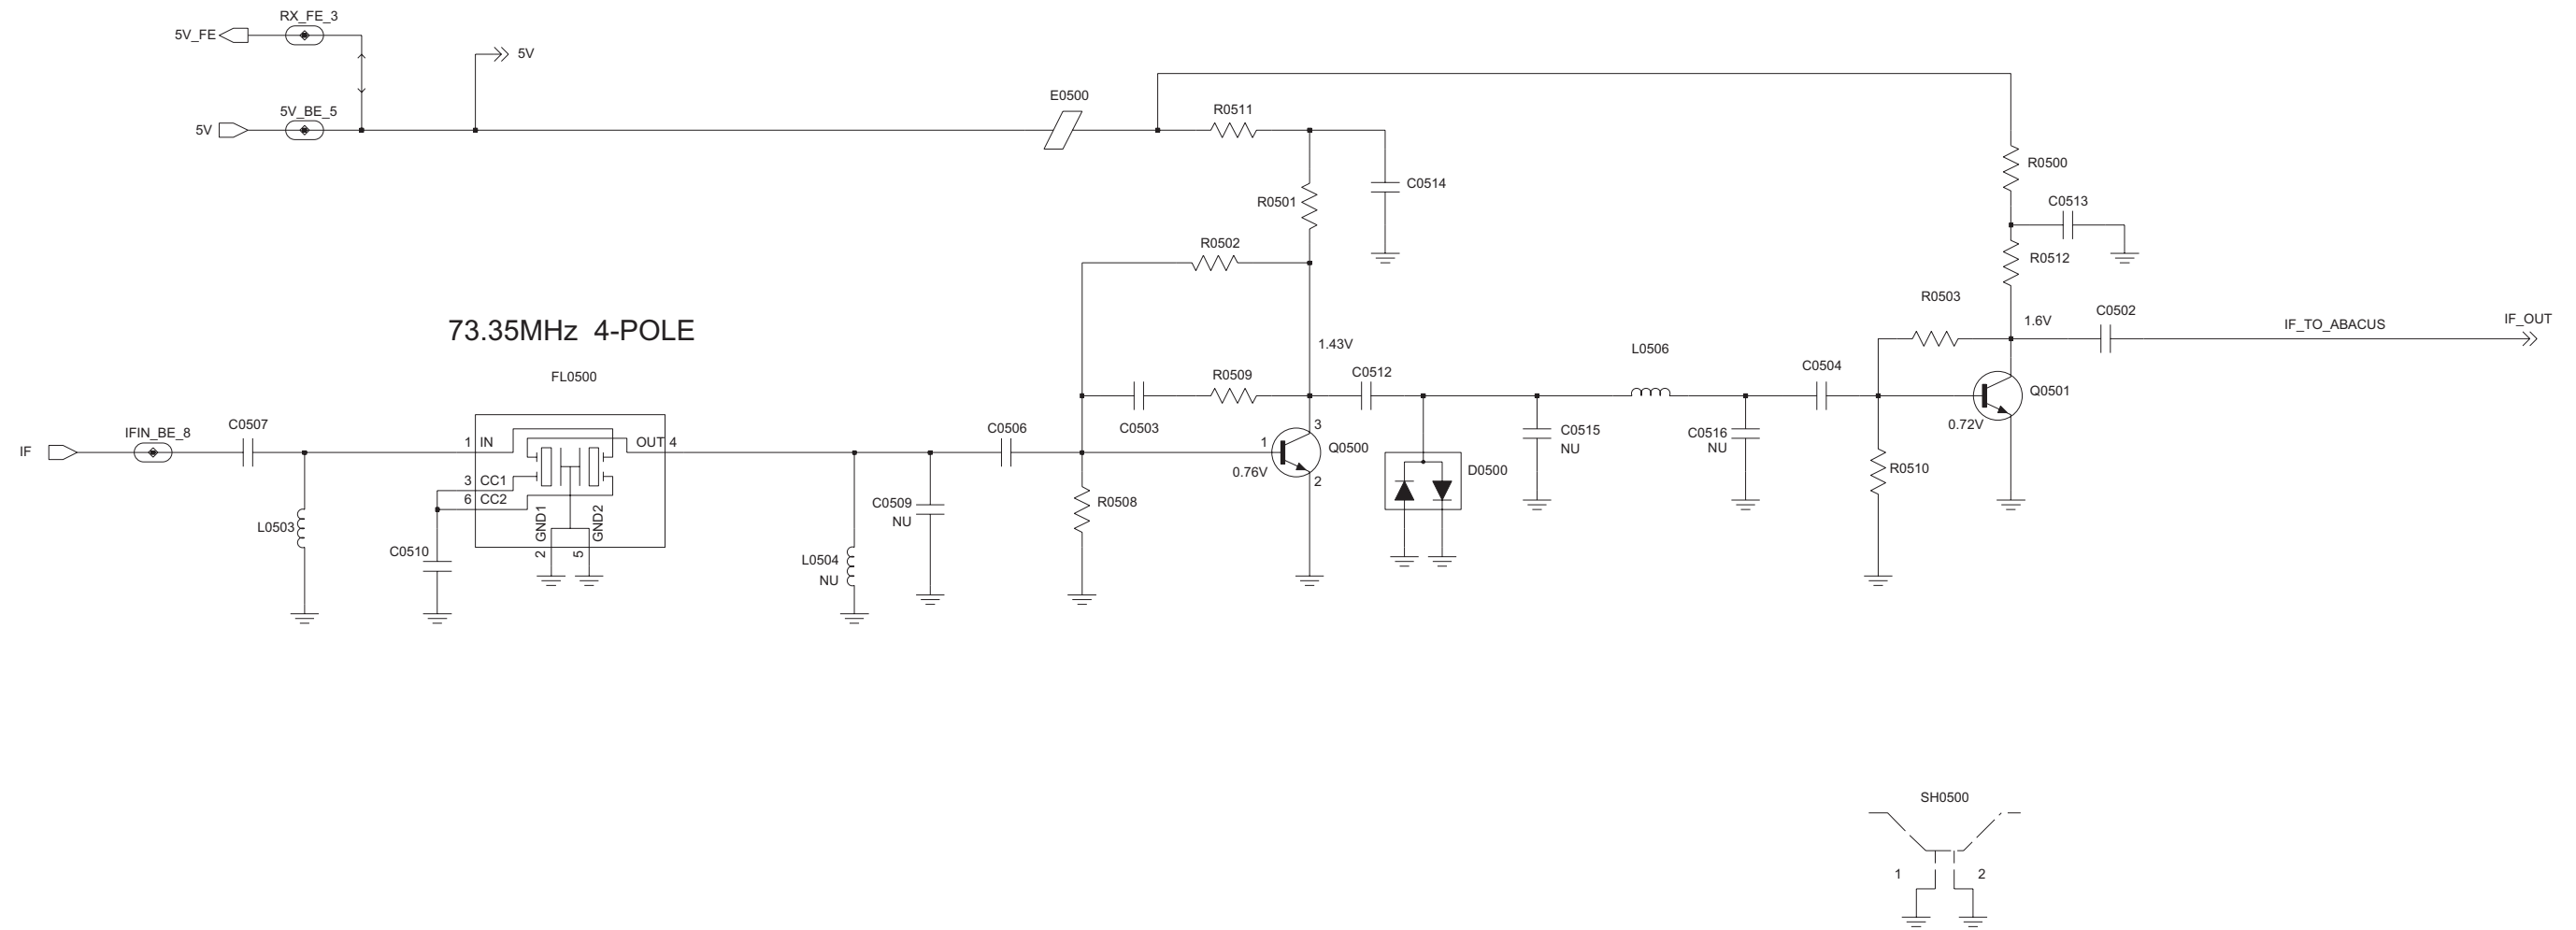 RX_FE_3
5V_FE
5V
5V_BE_5
5V
E0500
R0511
R0500
C0514
R0501
C0513
R0502
R0512
R0503
73.35MHz 4-POLE
1.6V
C0502
IF_TO_ABACUS
IF_OUT
1.43V
L0506
FL0500
C0512
R0509
C0504
Q0501
0.72V
C0507
IFIN_BE_8
C0506
C0503
3
C0515
NU
C0516
NU
IF
1 IN
OUT 4
1
Q0500
0.76V
D0500
R0510
3 CC1
6 CC2
2
C0509
NU
R0508
L0503
GND1
GND2
C0510
2
5
L0504
NU
SH0500
1
2